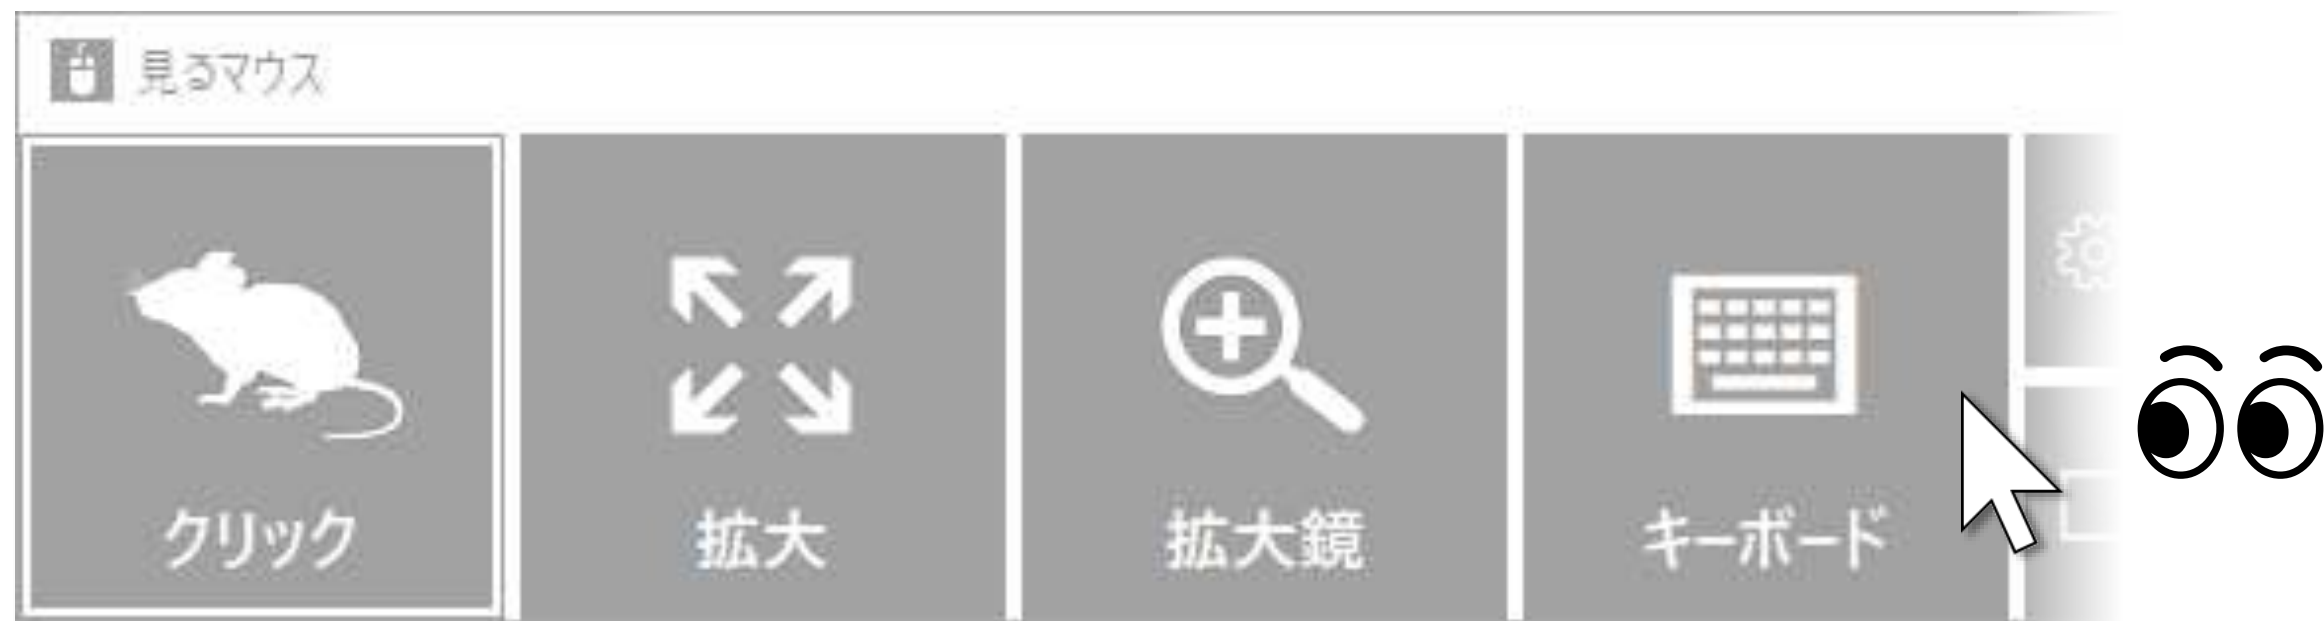 見るマウス
クリック
拡大
拡大鏡
キーボード